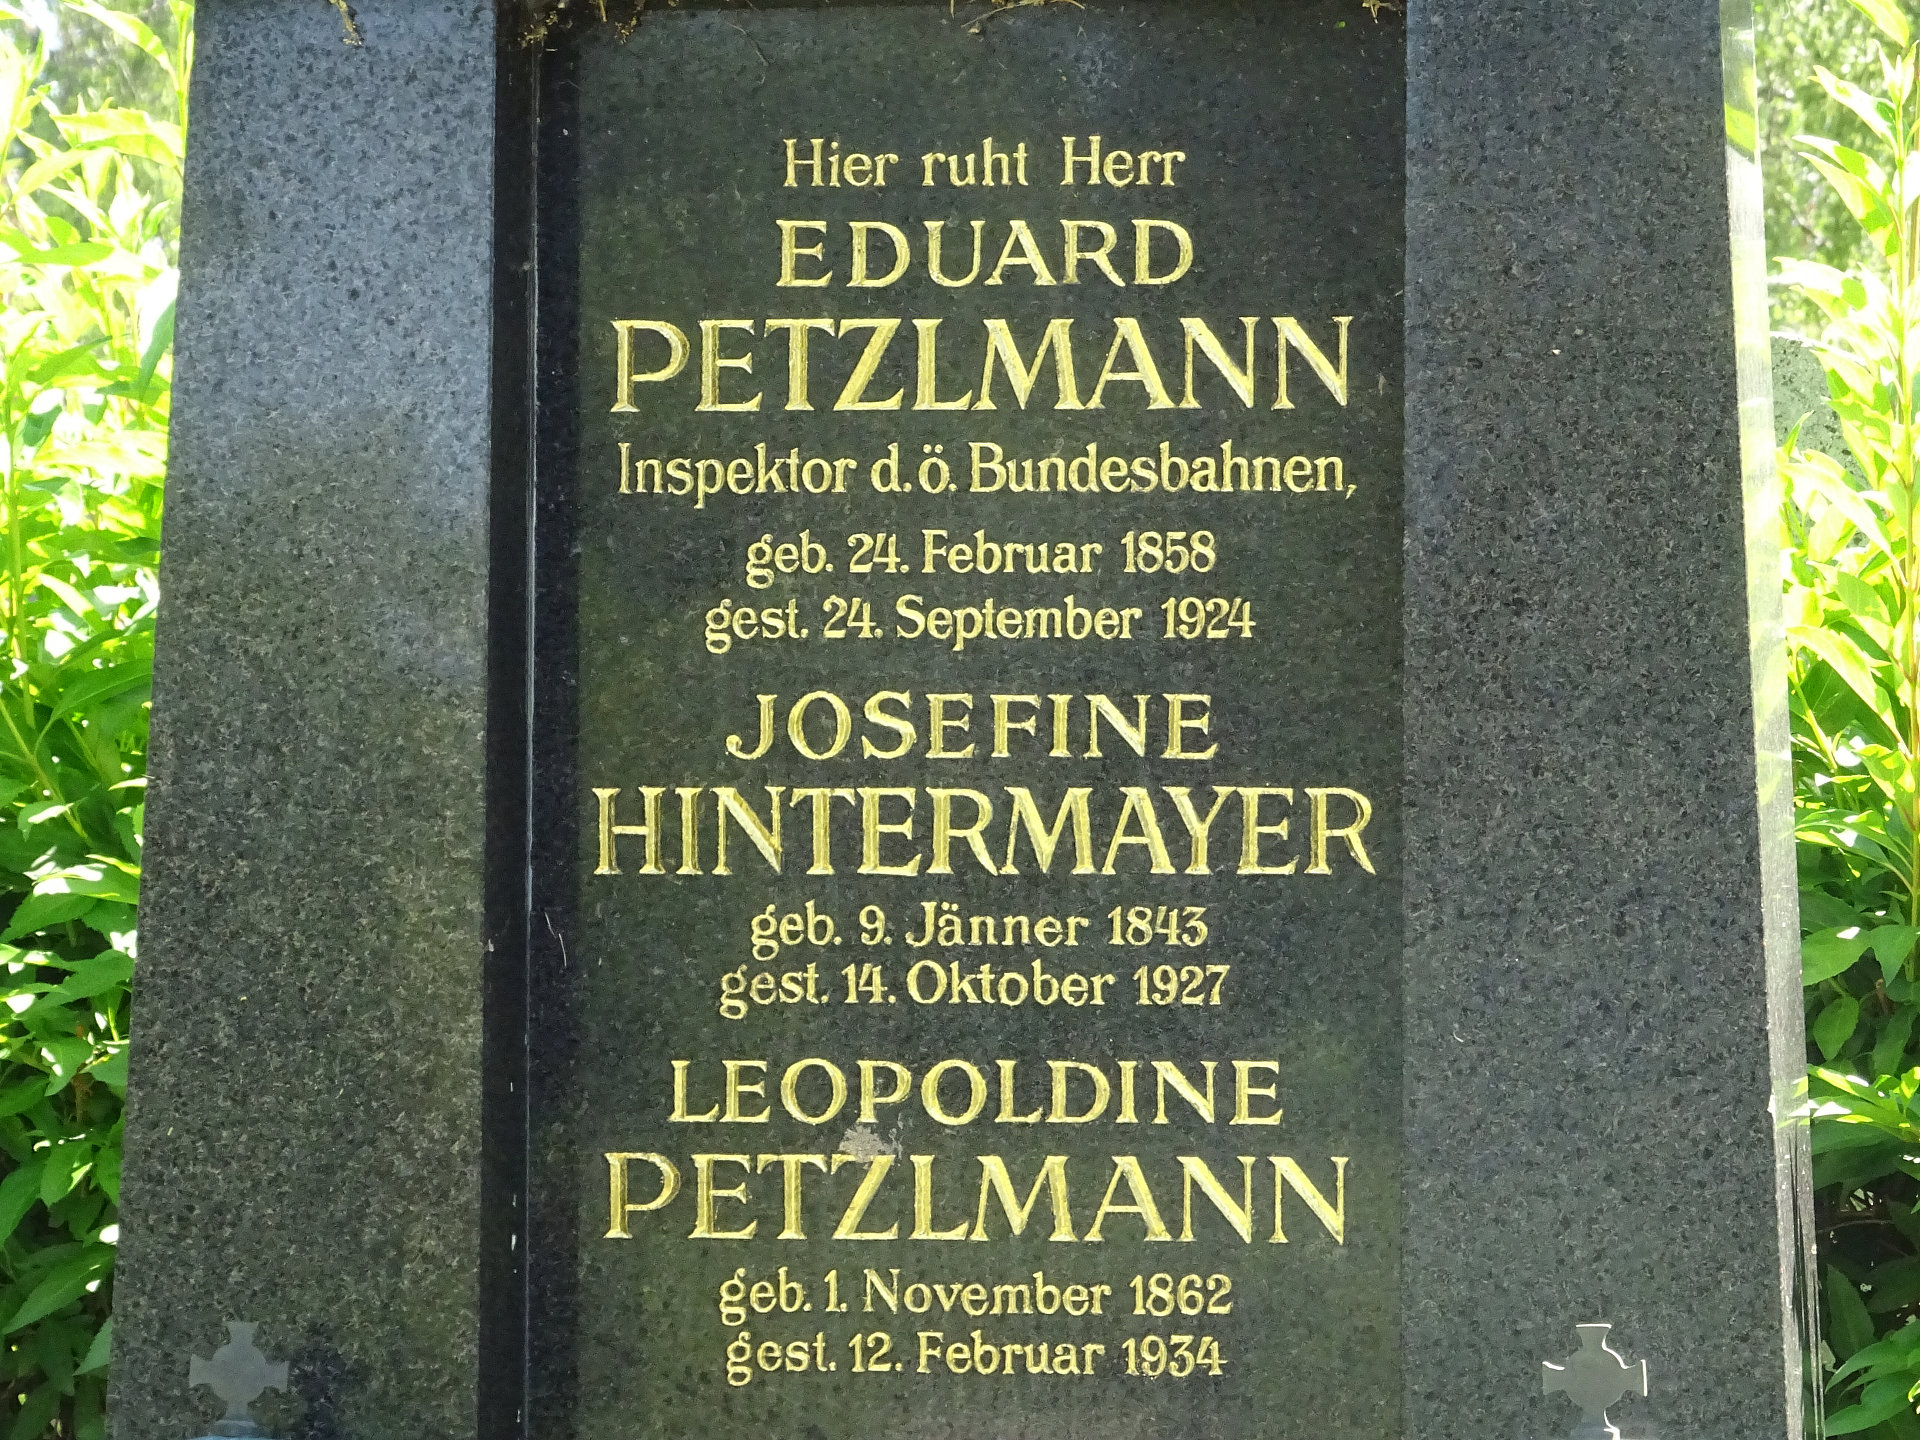 Hier ruht Herr
EDUARD
PETZLMANN
Inspektor d.ö. Bundesbahnen,
geb. 24. Februar 1858
gest. 24. September 1924
JOSEFINE
HINTERMAYER
geb. 9. Jänner 1843
gest. 14. Oktober 1927
LEOPOLDINE
PETZLMANN
geb. 1. November 1862
gest. 12. Februar 1934